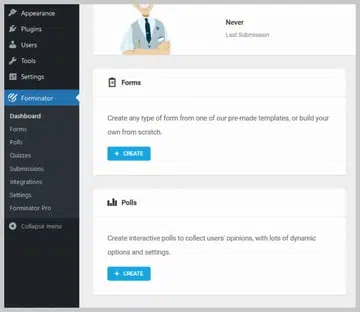 Appearance
Plugins
Users
Tools
Settings
Forminator
Dashboard
Forms
Polls
Quizzes
Submissions
Integrations
Settings
Forminator Pro
Collapse menu
Never
Last Submission
Forms
Create any type of form from one of our pre-made templates, or build
your own from scratch.
+ CREATE
Polls
Create interactive polls to collect users' opinions, with lots of dynamic
options and settings.
+ CREATE